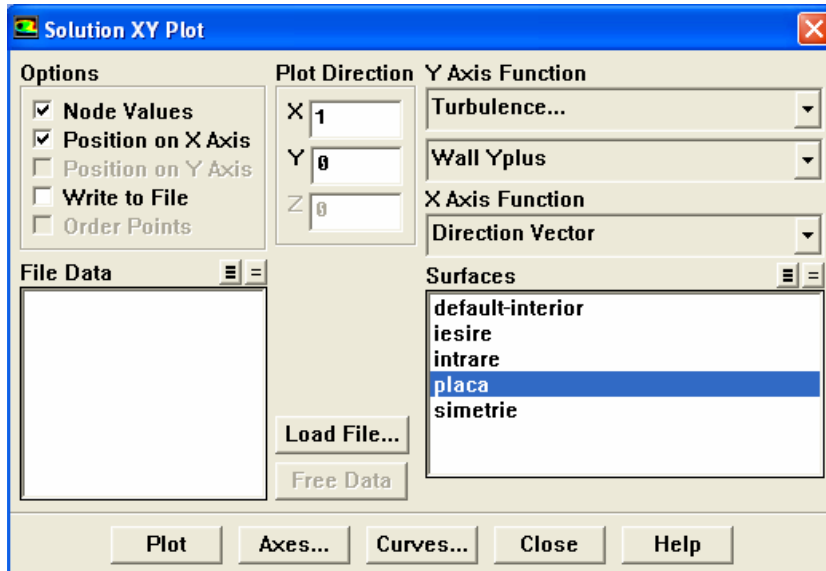 Solution XY Plot
Options
Node Values
Position on X Axis
Position on Y Axis
Write to File
Order Points
Plot Direction
X 1
Y 0
Z 0
Y Axis Function
Turbulence...
Wall Yplus
X Axis Function
Direction Vector
File Data
Surfaces
default-interior
iesire
intrare
placa
simetrie
Load File...
Free Data
Plot Axes... Curves... Close Help